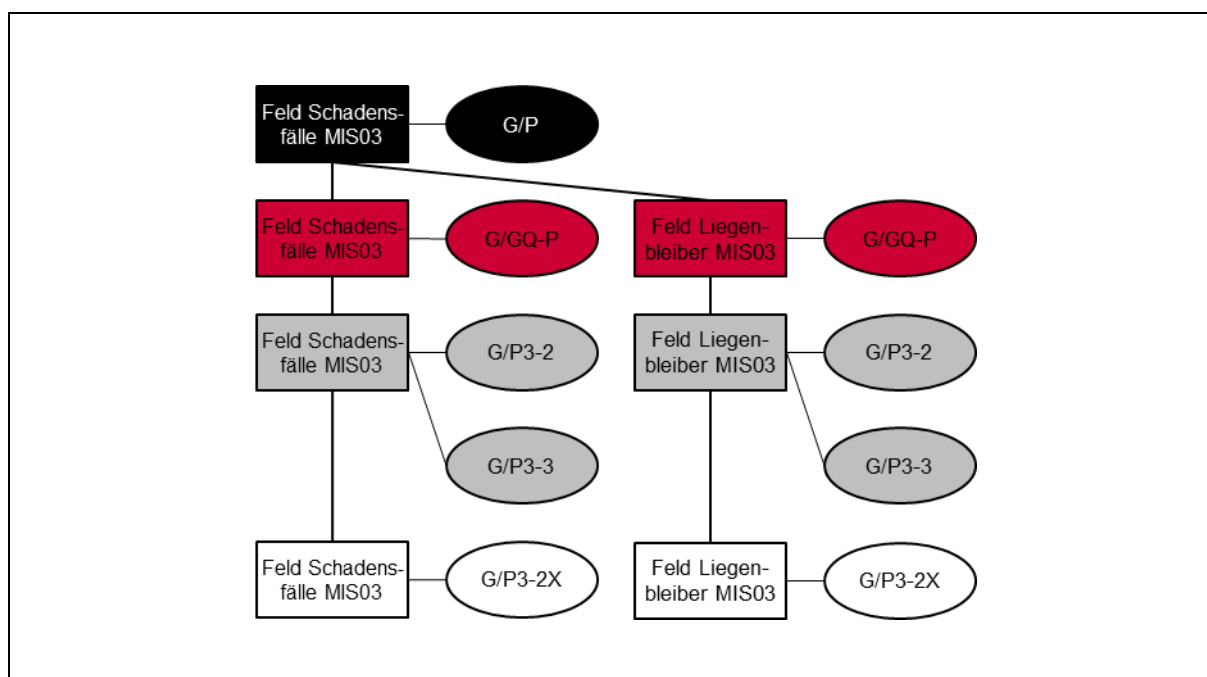 Feld Schadens-
fälle MIS03
G/P
Feld Schadens-
fälle MIS03
G/GQ-P
Feld Liegen-
bleiber MIS03
G/GQ-P
Feld Schadens-
fälle MIS03
G/P3-2
Feld Liegen-
bleiber MIS03
G/P3-2
G/P3-3
G/P3-3
Feld Schadens-
fälle MIS03
G/P3-2X
Feld Liegen-
bleiber MIS03
G/P3-2X